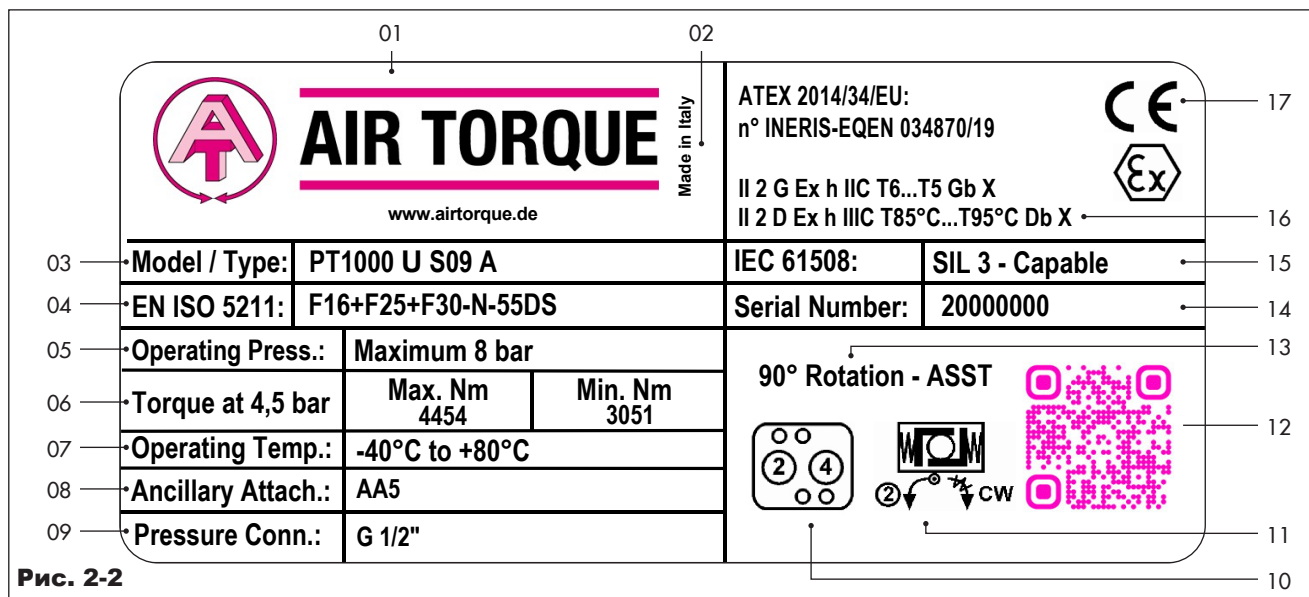 01
02
AIR TORQUE
Made in Italy
www.airtorque.de
ATEX 2014/34/EU:
n° INERIS-EQEN 034870/19
II 2 G Ex h IIC T6...T5 Gb X
II 2 D Ex h IIIC T85°C...T95°C Db X
CE
Ex
17
16
03
Model / Type: PT1000 U S09 A
IEC 61508: SIL 3 - Capable
15
04
EN ISO 5211: F16+F25+F30-N-55DS
Serial Number: 20000000
14
05
Operating Press.: Maximum 8 bar
06
Torque at 4,5 bar
Max. Nm
4454
Min. Nm
3051
07
Operating Temp.: -40°C to +80°C
08
Ancillary Attach.: AA5
09
Pressure Conn.: G 1/2"
13
90° Rotation - ASST
2 4
2 CW
12
11
10
Рис. 2-2